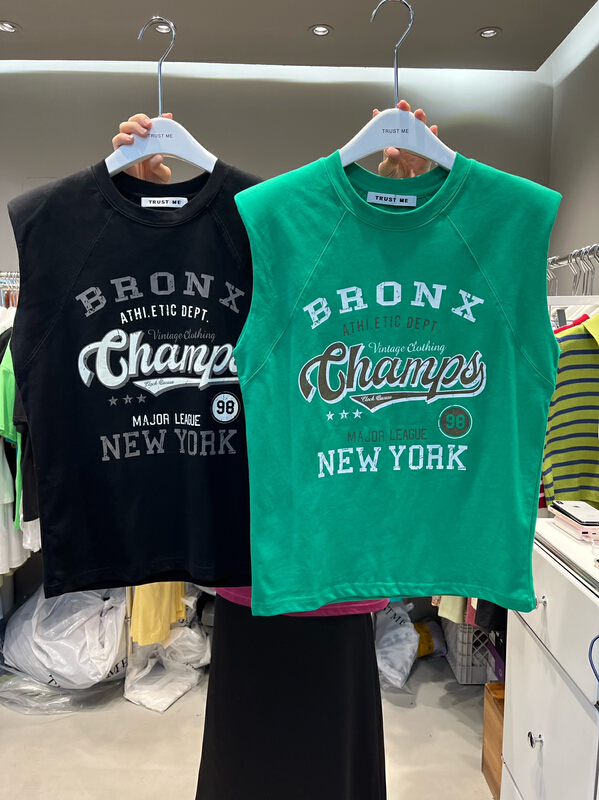 TRUST ME
TRUST ME
BRONX
ATHLETIC DEPT.
Vintage Clothing
Champs
MAJOR LEAGUE
98
NEW YORK
TRUST ME
TRUST ME
BRONX
ATHLETIC DEPT.
Vintage Clothing
Champs
MAJOR LEAGUE
98
NEW YORK